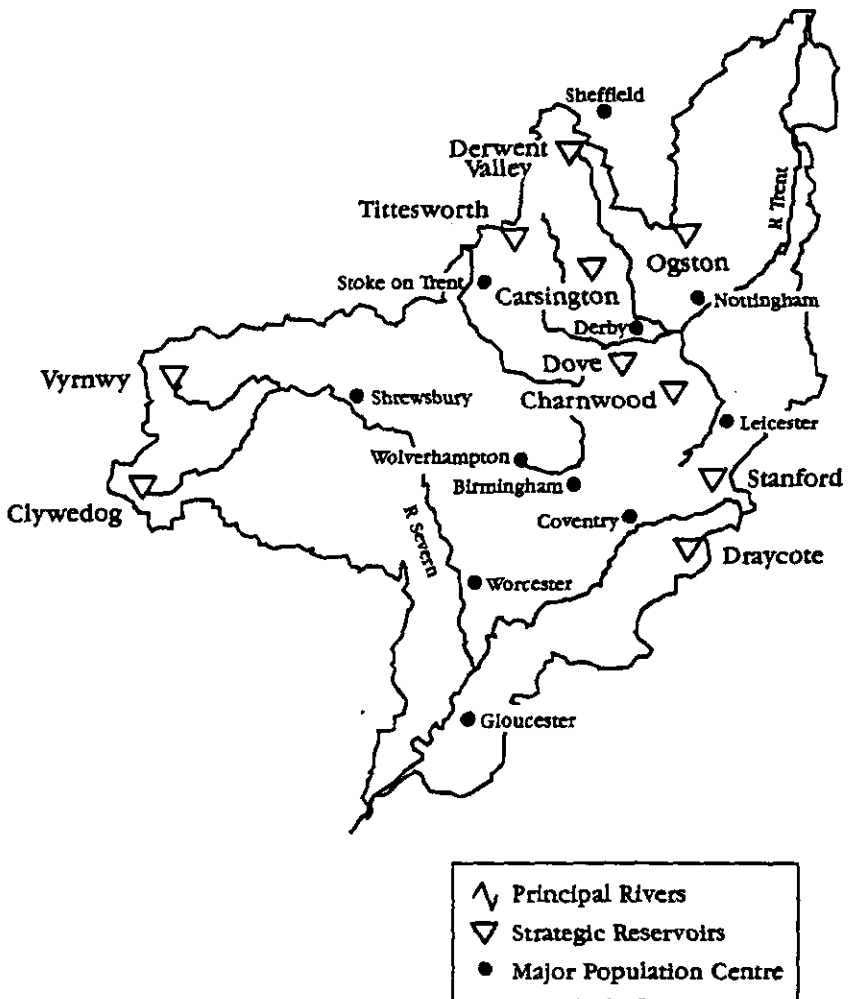 Sheffield
Derwent
Valley
Tittesworth
R Trent
Ogston
Stoke on Trent
Carsington
Nottingham
Derby
Dove
Vyrnwy
Charnwood
Shrewsbury
Leicester
Wolverhampton
Stanford
Birmingham
Clywedog
R Severn
Coventry
Draycote
Worcester
Gloucester
Principal Rivers
Strategic Reservoirs
Major Population Centre